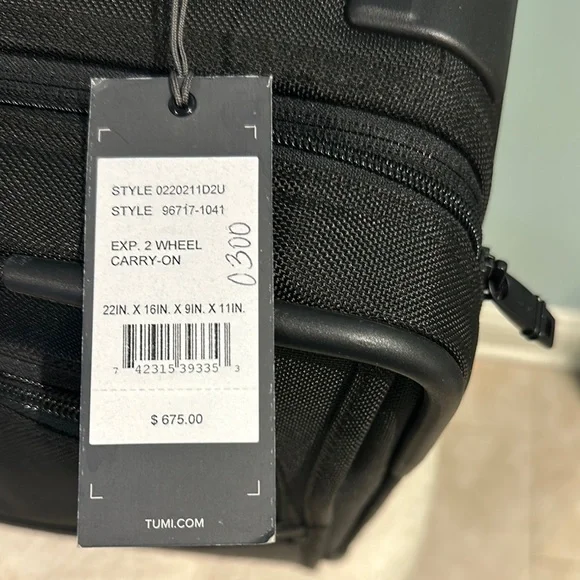 STYLE 0220211D2U
STYLE 96717-1041
EXP. 2 WHEEL
CARRY-ON
0300
22IN. X 16IN. X 9IN. X 11IN.
7 42315 39335 3
$ 675.00
TUMI.COM